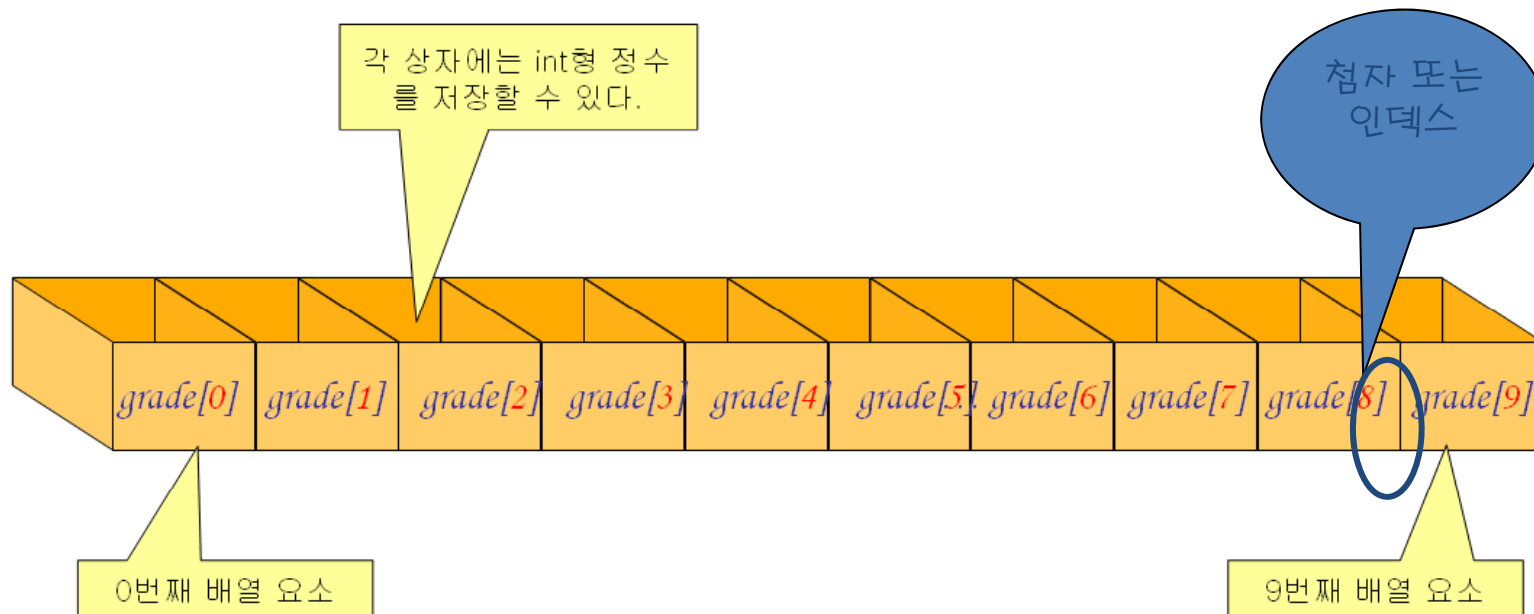 각 상자에는 int형 정수
를 저장할 수 있다.
첨자 또는
인덱스
grade[0] grade[1] grade[2] grade[3] grade[4] grade[5] grade[6] grade[7] grade[8] grade[9]
0번째 배열 요소
9번째 배열 요소